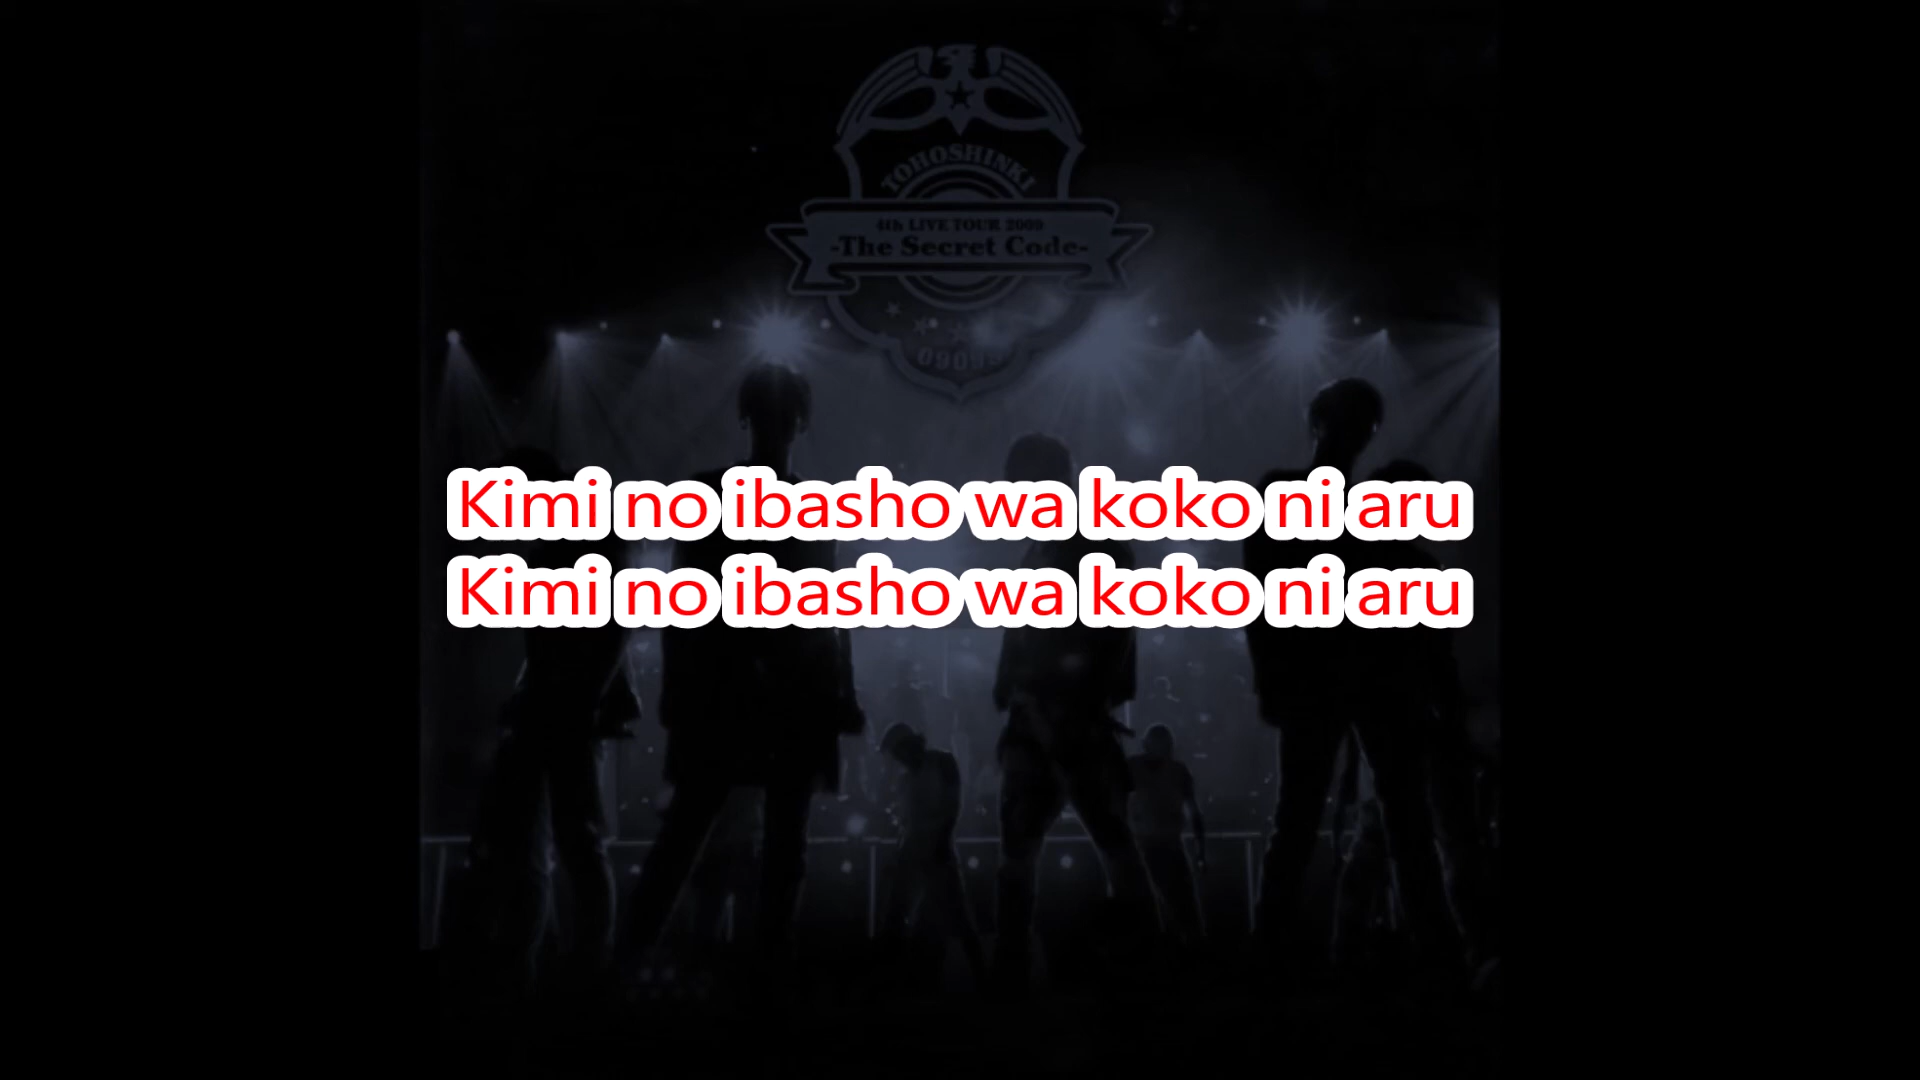 TOHOSHINKI
4th LIVE TOUR 2009
-The Secret Code-
Kimi no ibasho wa koko ni aru
Kimi no ibasho wa koko ni aru